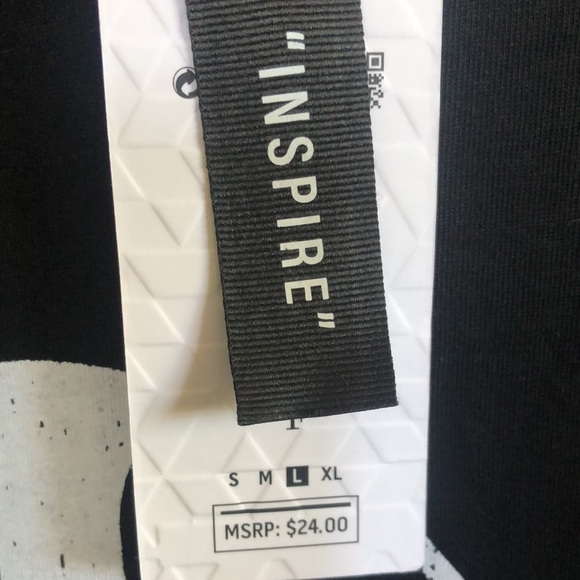 "INSPIRE"
S M L XL
MSRP: $24.00